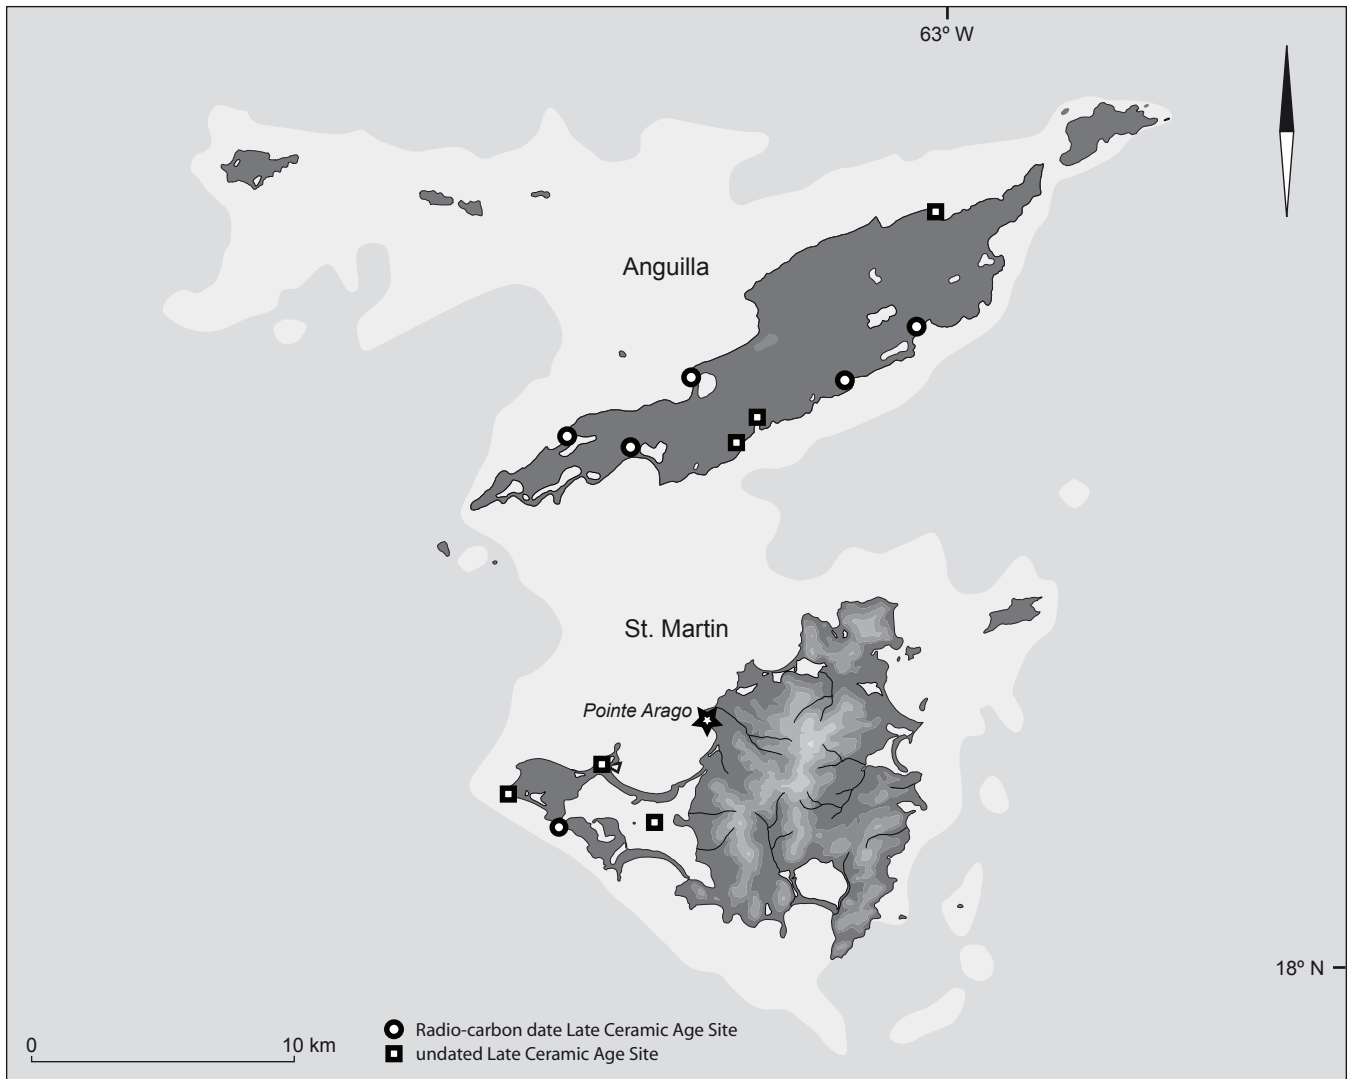 63º W
Anguilla
St. Martin
Pointe Arago
18º N
Radio-carbon date Late Ceramic Age Site
0
10 km
undated Late Ceramic Age Site